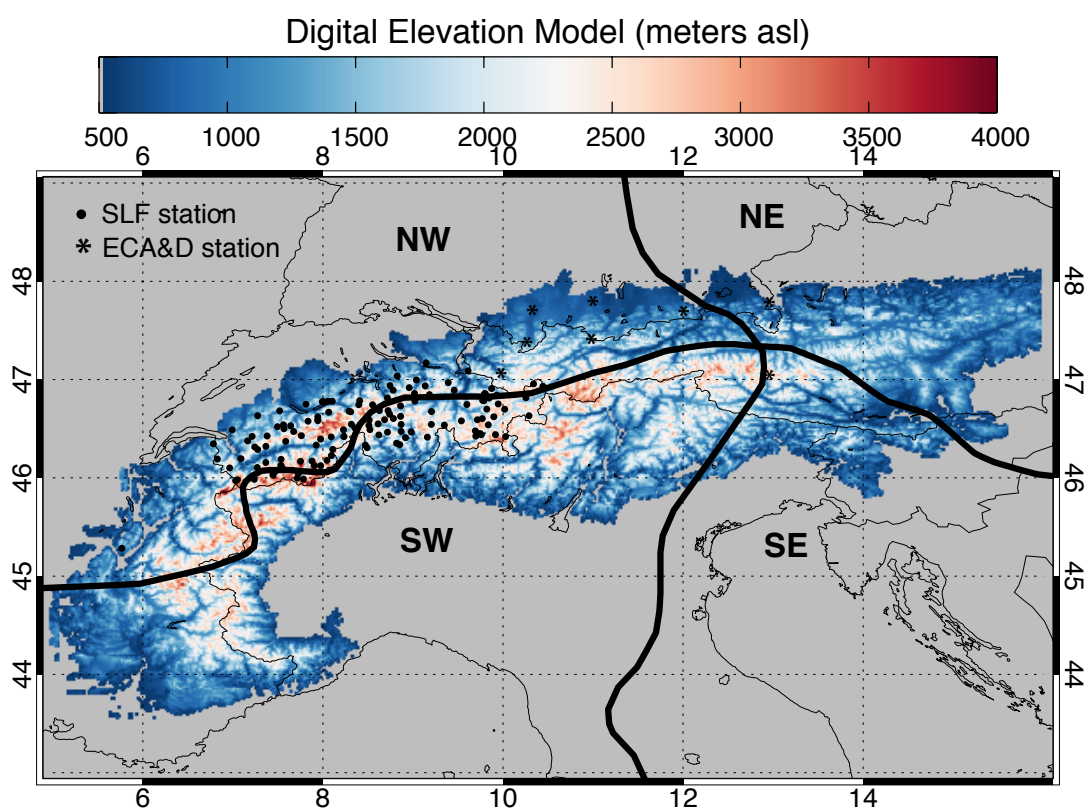 Digital Elevation Model (meters asl)
500 1000 1500 2000 2500 3000 3500 4000
6 8 10 12 14
SLF station
ECA&D station
NW
NE
48 48
47 47
46 46
SW
SE
45 45
44 44
6 8 10 12 14